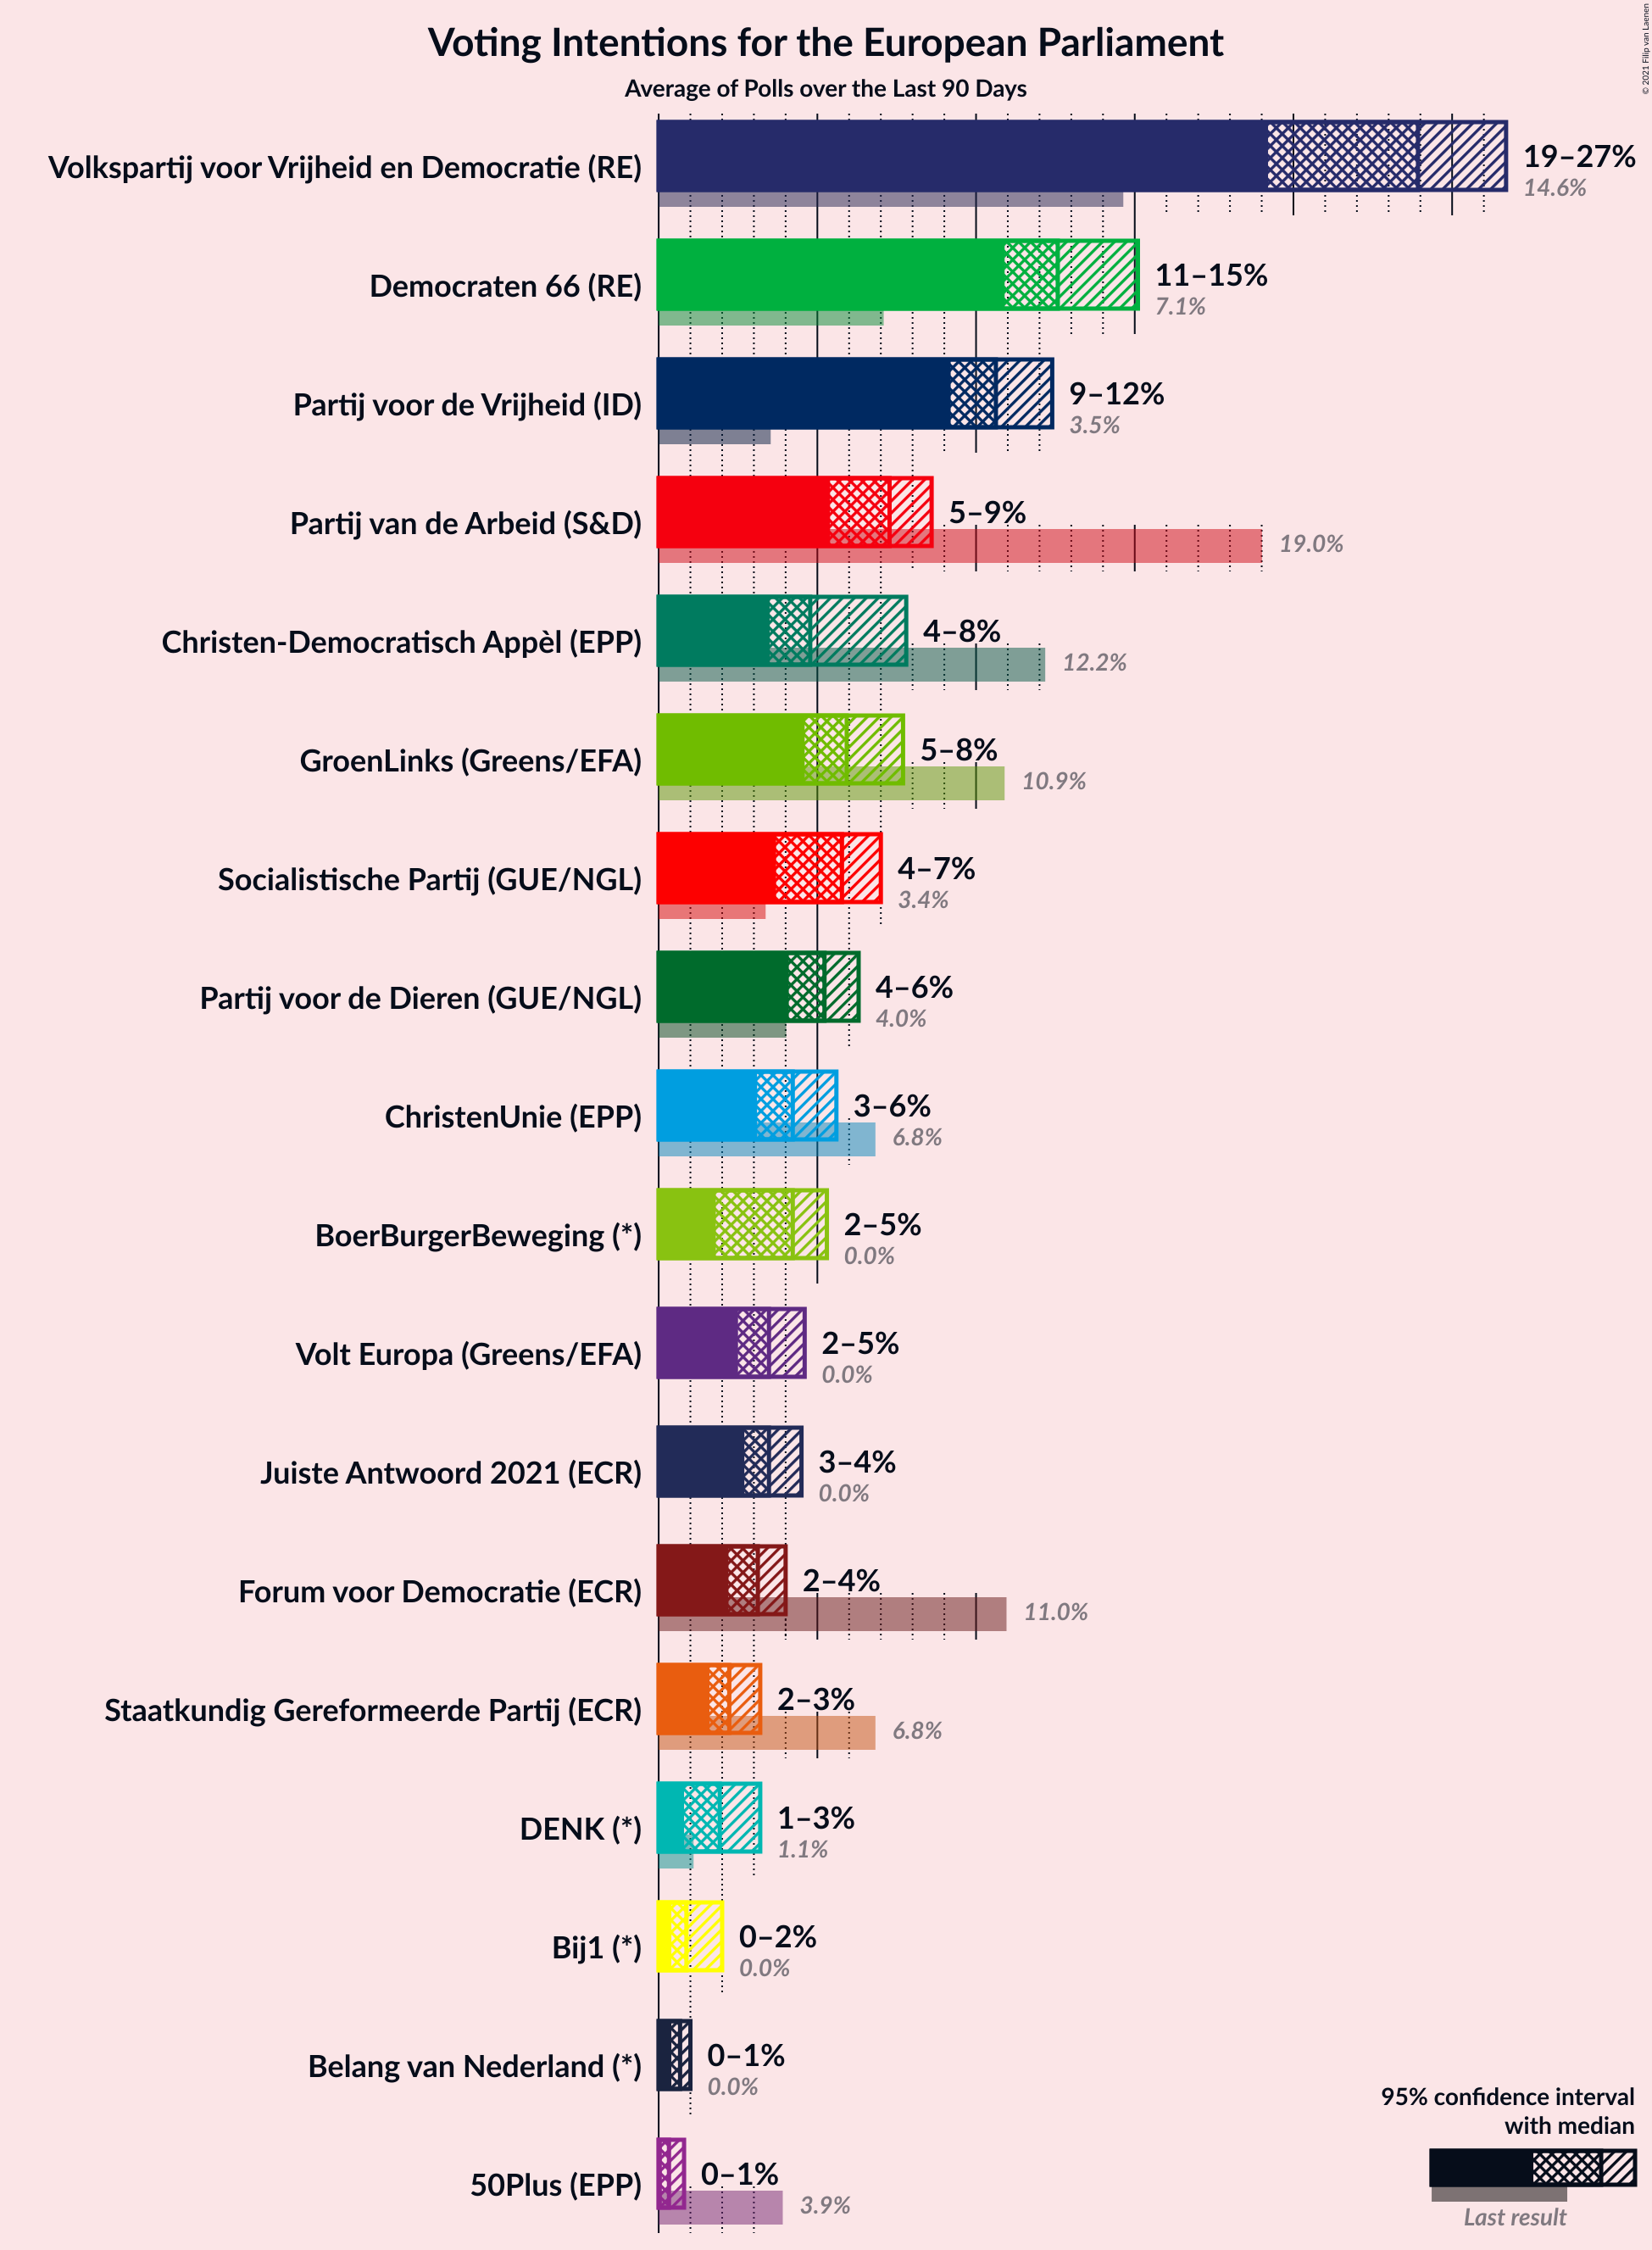 Voting Intentions for the European Parliament
Average of Polls over the Last 90 Days
© 2021 Filip van Laenen
Volkspartij voor Vrijheid en Democratie (RE)
19–27%
14.6%
Democraten 66 (RE)
11–15%
7.1%
Partij voor de Vrijheid (ID)
9–12%
3.5%
Partij van de Arbeid (S&D)
5–9%
19.0%
Christen-Democratisch Appèl (EPP)
4–8%
12.2%
GroenLinks (Greens/EFA)
5–8%
10.9%
Socialistische Partij (GUE/NGL)
4–7%
3.4%
Partij voor de Dieren (GUE/NGL)
4–6%
4.0%
ChristenUnie (EPP)
3–6%
6.8%
BoerBurgerBeweging (*)
2–5%
0.0%
Volt Europa (Greens/EFA)
2–5%
0.0%
Juiste Antwoord 2021 (ECR)
3–4%
0.0%
Forum voor Democratie (ECR)
2–4%
11.0%
Staatkundig Gereformeerde Partij (ECR)
2–3%
6.8%
DENK (*)
1–3%
1.1%
Bij1 (*)
0–2%
0.0%
Belang van Nederland (*)
0–1%
0.0%
50Plus (EPP)
0–1%
3.9%
95% confidence interval
with median
Last result